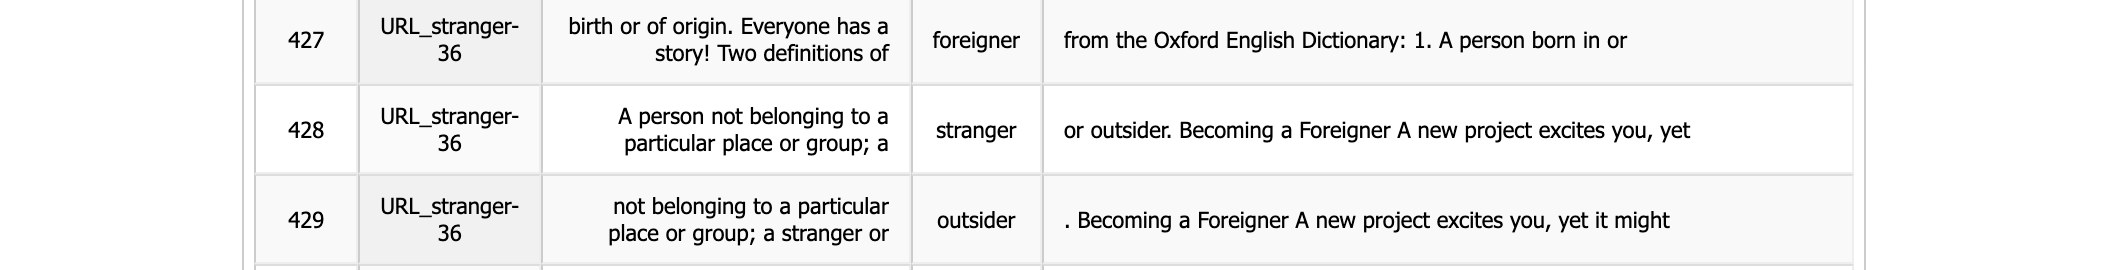 427 URL_stranger-36 birth or of origin. Everyone has a story! Two definitions of foreigner from the Oxford English Dictionary: 1. A person born in or
428 URL_stranger-36 A person not belonging to a particular place or group; a stranger or outsider. Becoming a Foreigner A new project excites you, yet
429 URL_stranger-36 not belonging to a particular place or group; a stranger or outsider . Becoming a Foreigner A new project excites you, yet it might